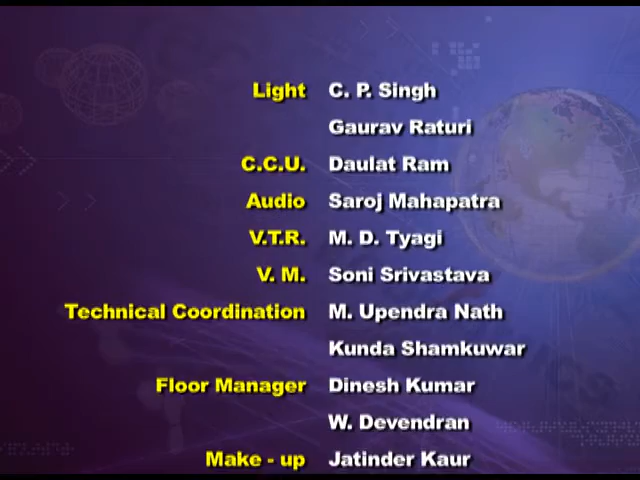 Light C. P. Singh
Gaurav Raturi
C.C.U. Daulat Ram
Audio Saroj Mahapatra
V.T.R. M. D. Tyagi
V. M. Soni Srivastava
Technical Coordination M. Upendra Nath
Kunda Shamkuwar
Floor Manager Dinesh Kumar
W. Devendran
Make - up Jatinder Kaur